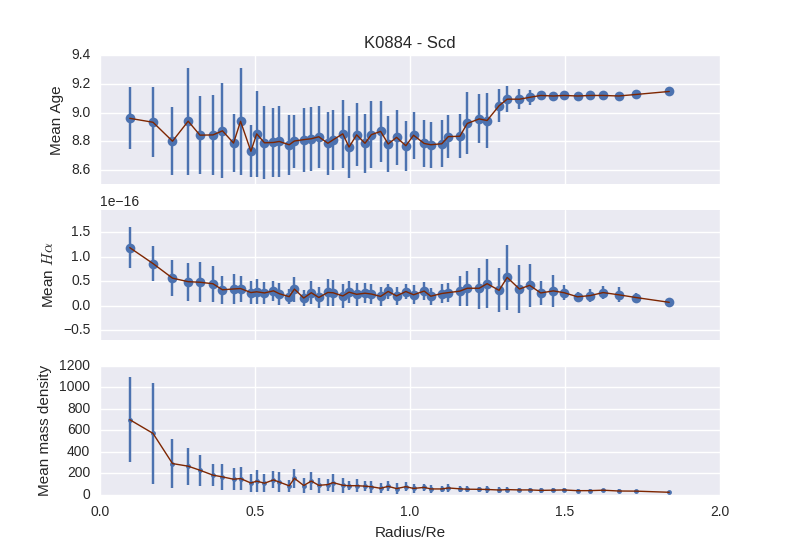 K0884 - Scd
Mean Age
9.4
9.2
9.0
8.8
8.6
1e−16
Mean Hα
1.5
1.0
0.5
0.0
−0.5
Mean mass density
1200
1000
800
600
400
200
0
0.0 0.5 1.0 1.5 2.0
Radius/Re